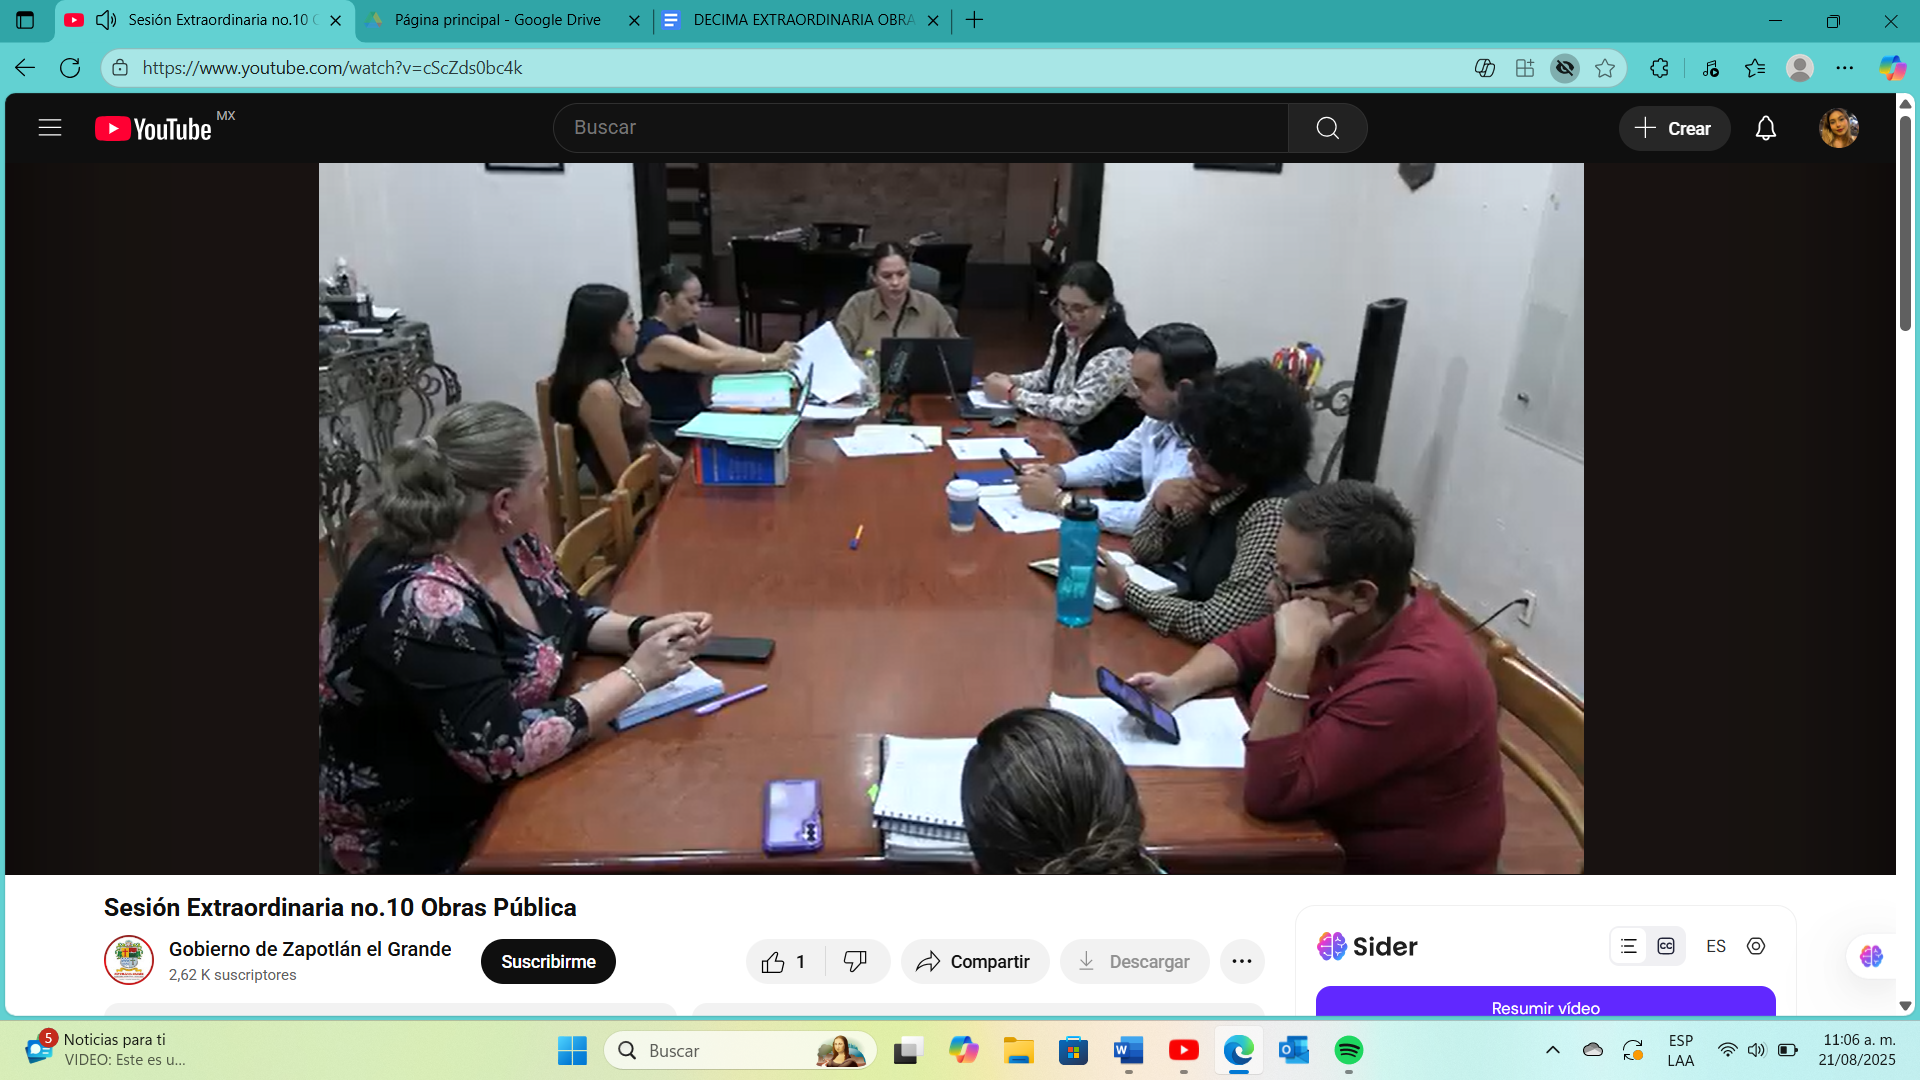 Sesión Extraordinaria no.10
Página principal - Google Drive
DECIMA EXTRAORDINARIA OBRA
https://www.youtube.com/watch?v=cScZds0bc4k
YouTube MX
Buscar
Crear
Sesión Extraordinaria no.10 Obras Pública
Gobierno de Zapotlán el Grande
2,62 K suscriptores
Suscribirme
1
Compartir
Descargar
Sider
CC
ES
Resumir vídeo
5
Noticias para ti
VIDEO: Este es u...
Buscar
ESP
LAA
11:06 a. m.
21/08/2025